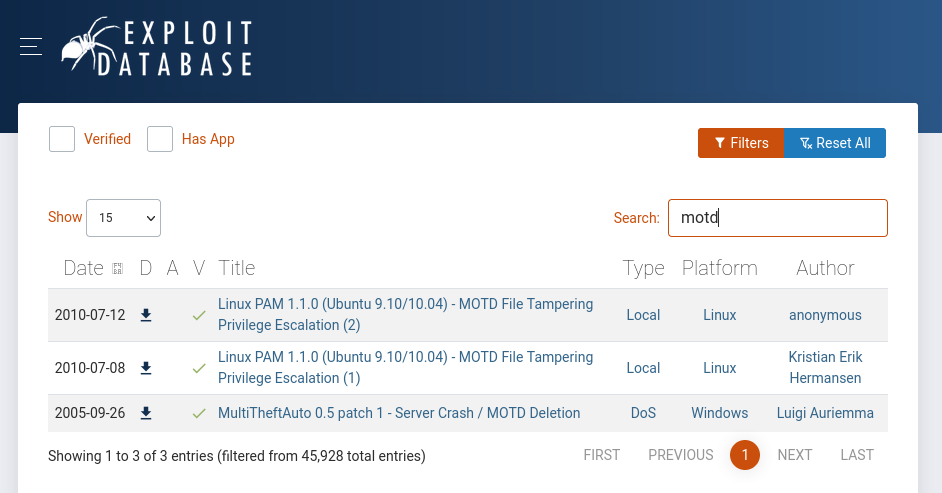 EXPLOIT
DATABASE
Verified Has App
Filters Reset All
Show 15 Search: motd
Date D A V Title Type Platform Author
2010-07-12 Linux PAM 1.1.0 (Ubuntu 9.10/10.04) - MOTD File Tampering Local Linux anonymous
Privilege Escalation (2)
2010-07-08 Linux PAM 1.1.0 (Ubuntu 9.10/10.04) - MOTD File Tampering Local Linux Kristian Erik
Privilege Escalation (1) Hermansen
2005-09-26 MultiTheftAuto 0.5 patch 1 - Server Crash / MOTD Deletion DoS Windows Luigi Auriemma
Showing 1 to 3 of 3 entries (filtered from 45,928 total entries) FIRST PREVIOUS 1 NEXT LAST